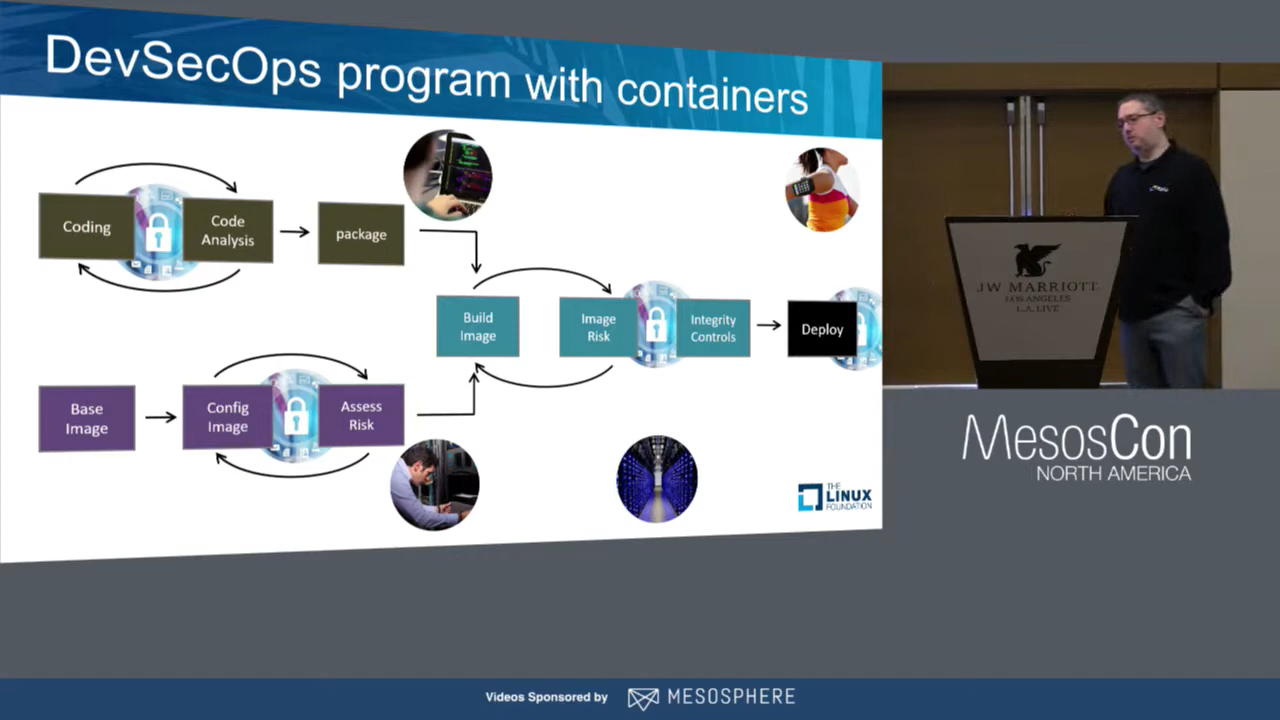 DevSecOps program with containers
Coding
Code
Analysis
package
Build
Image
Image
Risk
Integrity
Controls
Deploy
Base
Image
Config
Image
Assess
Risk
THE
LINUX
FOUNDATION
JW MARRIOTT
LOS ANGELES
L.A. LIVE
MesosCon
NORTH AMERICA
Videos Sponsored by
MESOSPHERE